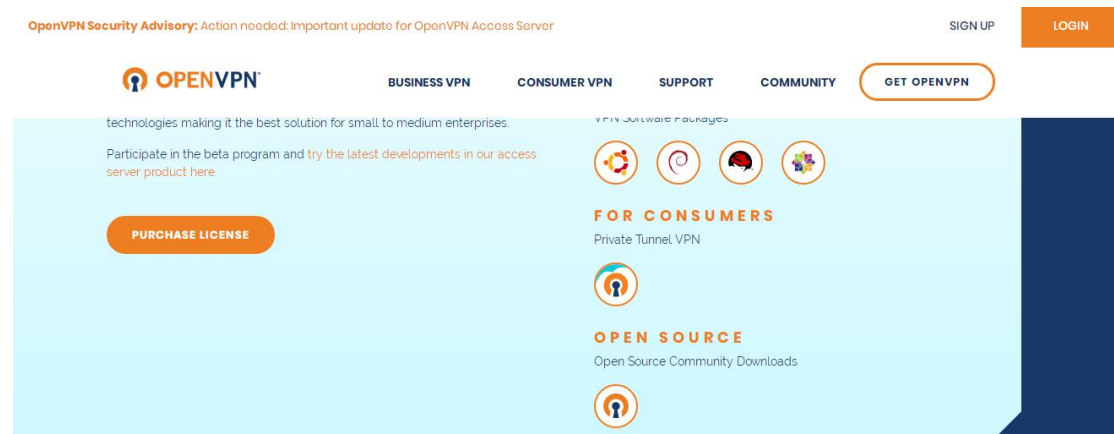 OpenVPN Security Advisory: Action needed: Important update for OpenVPN Access Server
SIGN UP
LOGIN
OPENVPN
BUSINESS VPN
CONSUMER VPN
SUPPORT
COMMUNITY
GET OPENVPN
technologies making it the best solution for small to medium enterprises.
Participate in the beta program and try the latest developments in our access
server product here.
PURCHASE LICENSE
VPN Software Packages
FOR CONSUMERS
Private Tunnel VPN
OPEN SOURCE
Open Source Community Downloads